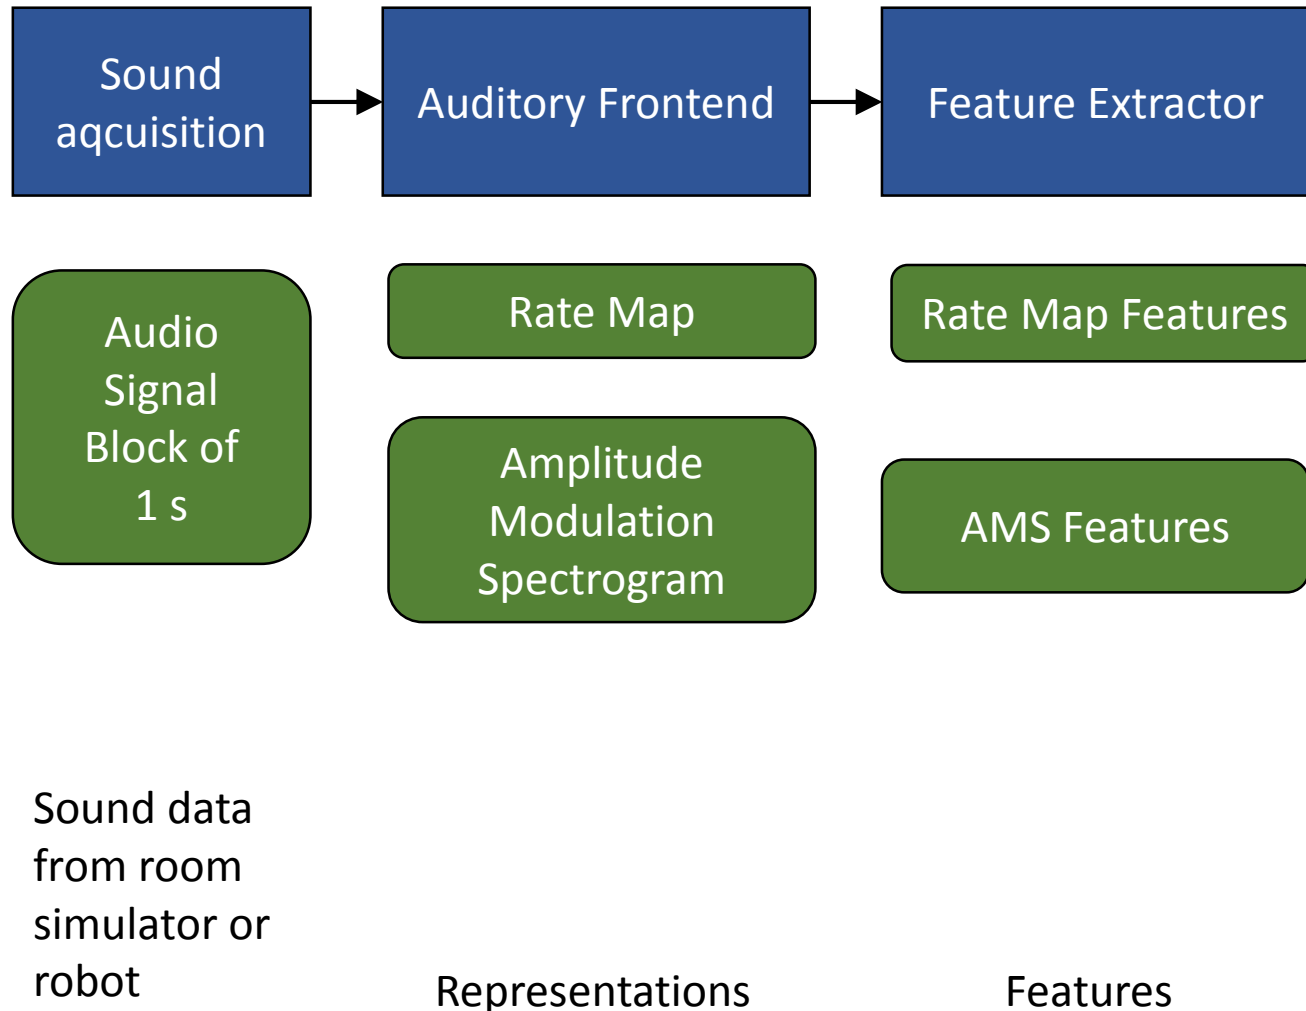 Sound
aqcuisition
Auditory Frontend
Feature Extractor
Audio
Signal
Block of
1 s
Rate Map
Rate Map Features
Amplitude
Modulation
Spectrogram
AMS Features
Sound data
from room
simulator or
robot
Representations
Features